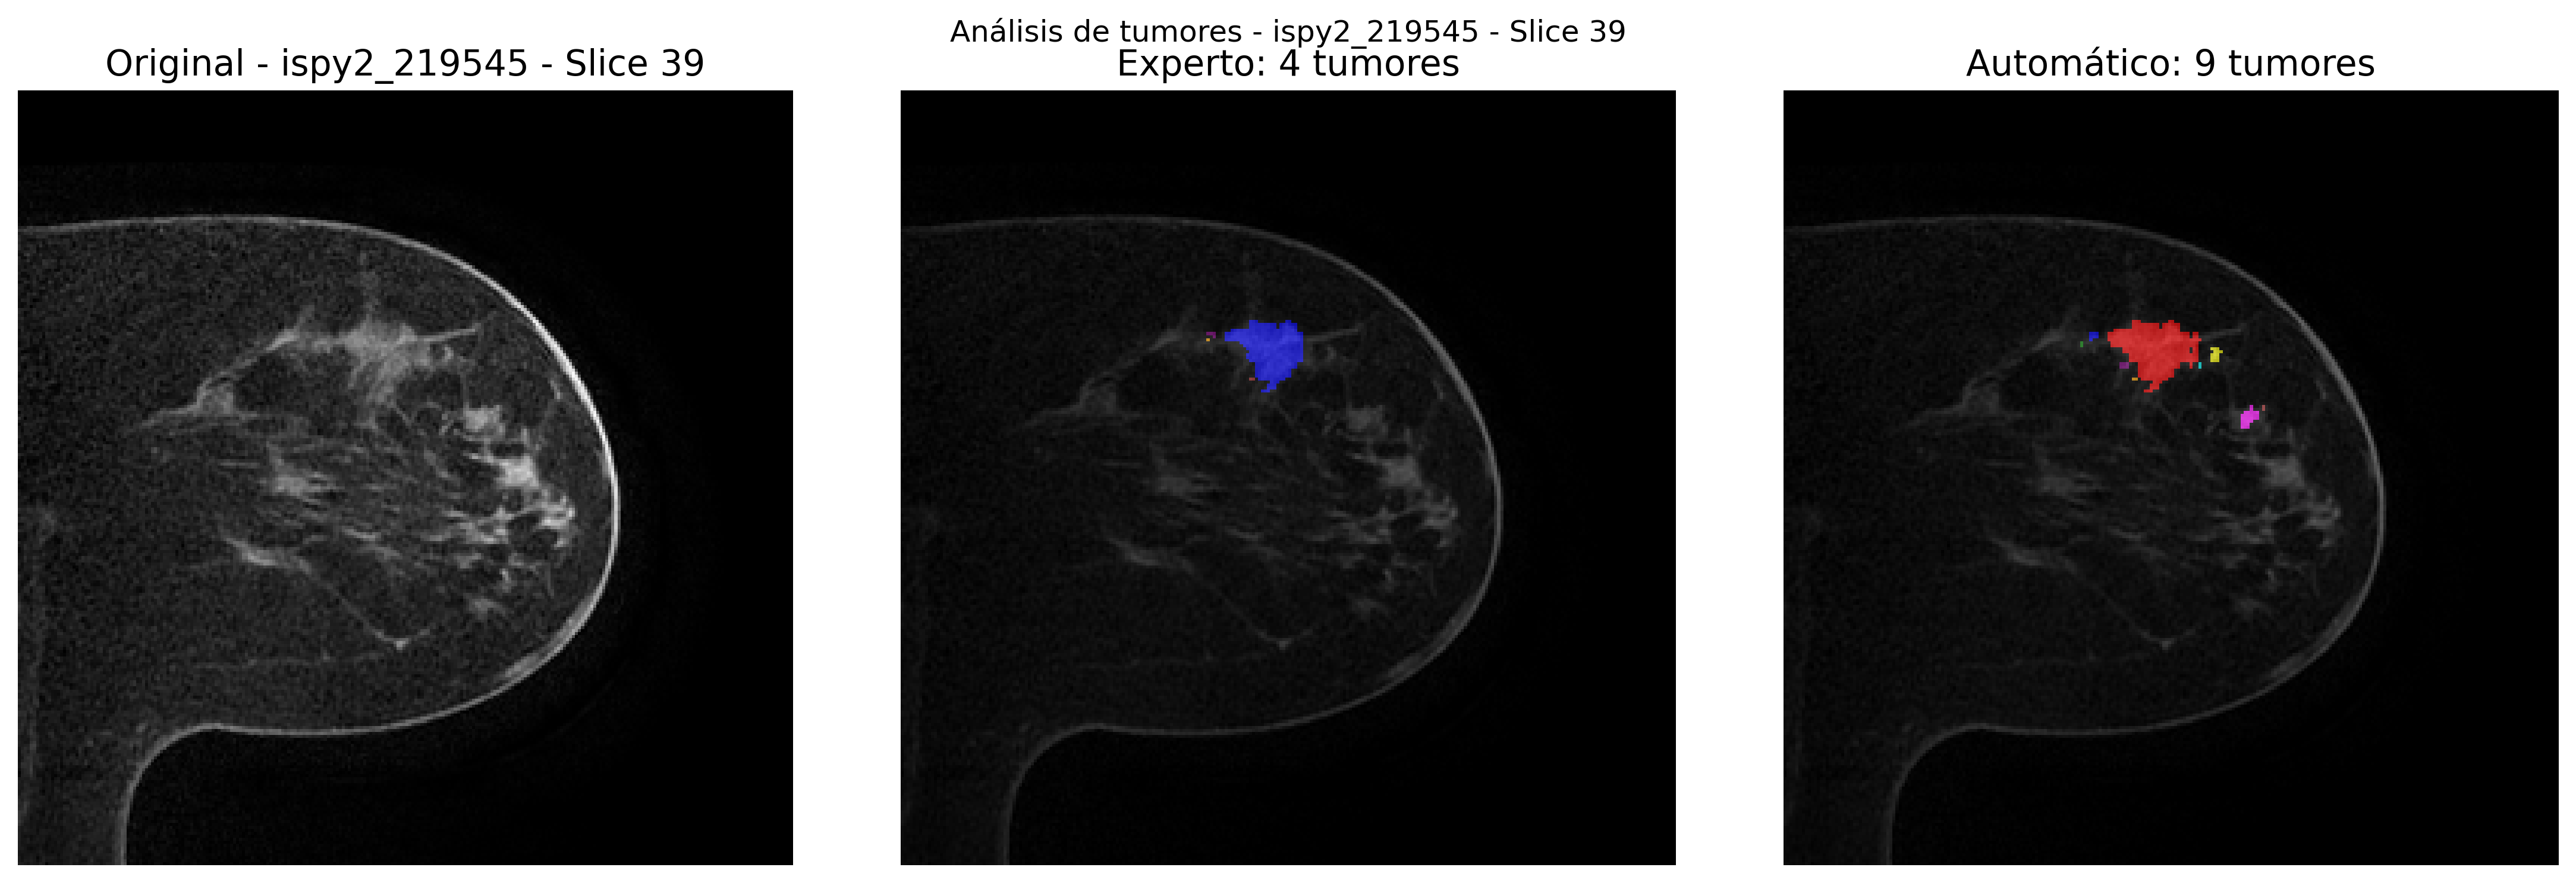 Análisis de tumores - ispy2_219545 - Slice 39
Original - ispy2_219545 - Slice 39
Experto: 4 tumores
Automático: 9 tumores